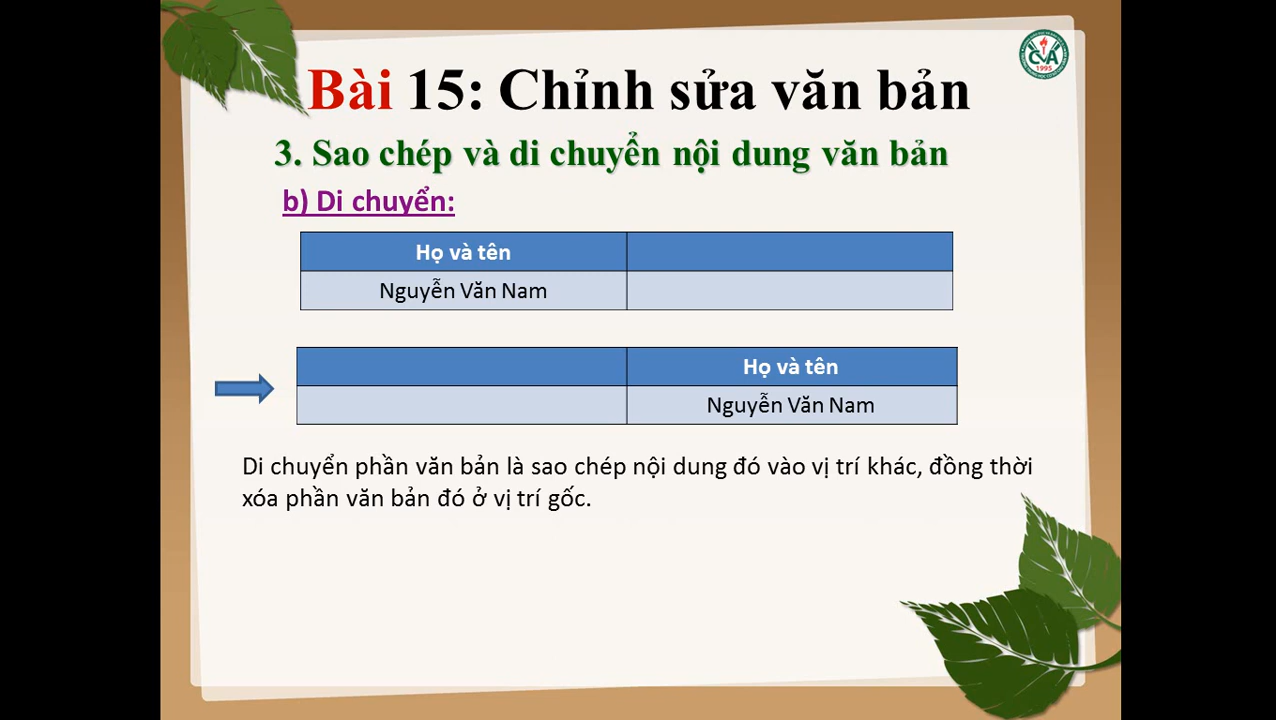 CVA
1995
Bài 15: Chỉnh sửa văn bản
3. Sao chép và di chuyển nội dung văn bản
b) Di chuyển:
Họ và tên
Nguyễn Văn Nam
Họ và tên
Nguyễn Văn Nam
Di chuyển phần văn bản là sao chép nội dung đó vào vị trí khác, đồng thời
xóa phần văn bản đó ở vị trí gốc.